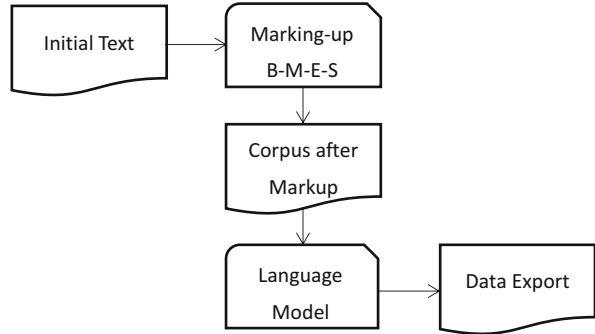 Initial Text
Marking-up
B-M-E-S
Corpus after
Markup
Language
Model
Data Export